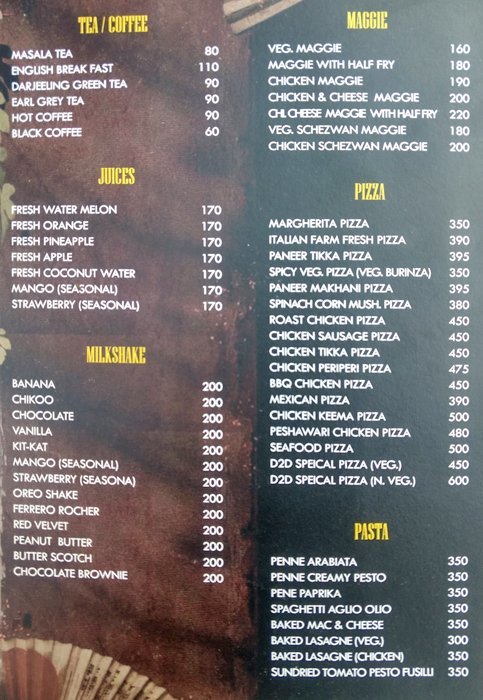 TEA / COFFEE
MASALA TEA 80
ENGLISH BREAK FAST 110
DARJEELING GREEN TEA 90
EARL GREY TEA 90
HOT COFFEE 90
BLACK COFFEE 60
JUICES
FRESH WATER MELON 170
FRESH ORANGE 170
FRESH PINEAPPLE 170
FRESH APPLE 170
FRESH COCONUT WATER 170
MANGO (SEASONAL) 170
STRAWBERRY (SEASONAL) 170
MILKSHAKE
BANANA 200
CHIKOO 200
CHOCOLATE 200
VANILLA 200
KIT-KAT 200
MANGO (SEASONAL) 200
STRAWBERRY (SEASONA) 200
OREO SHAKE 200
FERRERO ROCHER 200
RED VELVET 200
PEANUT BUTTER 200
BUTTER SCOTCH 200
CHOCOLATE BROWNIE 200
MAGGIE
VEG. MAGGIE 160
MAGGIE WITH HALF FRY 180
CHICKEN MAGGIE 190
CHICKEN & CHEESE MAGGIE 200
CHI. CHEESE MAGGIE WITH HALF FRY 220
VEG. SCHEZWAN MAGGIE 180
CHICKEN SCHEZWAN MAGGIE 200
PIZZA
MARGHERITA PIZZA 350
ITALIAN FARM FRESH PIZZA 390
PANEER TIKKA PIZZA 395
SPICY VEG. PIZZA (VEG. BURINZA) 350
PANEER MAKHANI PIZZA 395
SPINACH CORN MUSH. PIZZA 380
ROAST CHICKEN PIZZA 450
CHICKEN SAUSAGE PIZZA 450
CHICKEN TIKKA PIZZA 450
CHICKEN PERIPERI PIZZA 475
BBQ CHICKEN PIZZA 450
MEXICAN PIZZA 390
CHICKEN KEEMA PIZZA 500
PESHAWARI CHICKEN PIZZA 480
SEAFOOD PIZZA 500
D2D SPEICAL PIZZA (VEG.) 450
D2D SPEICAL PIZZA (N. VEG.) 600
PASTA
PENNE ARABIATA 350
PENNE CREAMY PESTO 350
PENE PAPRIKA 350
SPAGHETTI AGLIO OLIO 350
BAKED MAC & CHEESE 350
BAKED LASAGNE (VEG.) 300
BAKED LASAGNE (CHICKEN) 350
SUNDRIED TOMATO PESTO FUSILLI 350